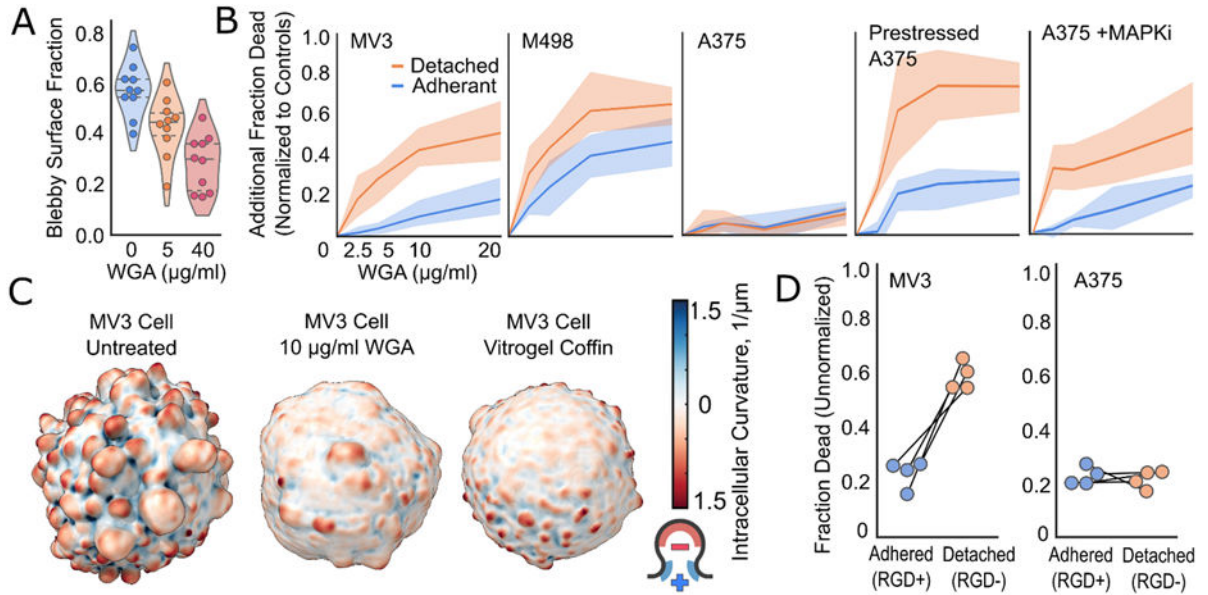 A
Blebby Surface Fraction
0.8
0.6
0.4
0.2
0.0
0 5 40
WGA (µg/ml)
B
Additional Fraction Dead
(Normalized to Controls)
1.0
0.8
0.6
0.4
0.2
MV3
Detached
Adherant
2.5 5 10 20
WGA (µg/ml)
M498
A375
Prestressed
A375
A375 +MAPKi
C
MV3 Cell
Untreated
MV3 Cell
10 µg/ml WGA
MV3 Cell
Vitrogel Coffin
1.5
0
1.5
Intracellular Curvature, 1/µm
D
Fraction Dead (Unnormalized)
1.0
0.8
0.6
0.4
0.2
0
MV3
Adhered
(RGD+)
Detached
(RGD-)
1.0
0.8
0.6
0.4
0.2
0
A375
Adhered
(RGD+)
Detached
(RGD-)